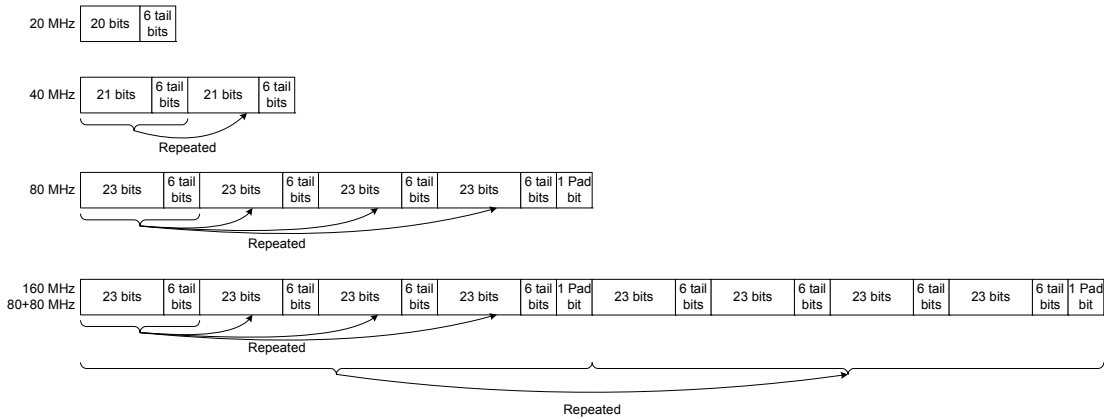 20 MHz
20 bits
6 tail
bits
40 MHz
21 bits
6 tail
bits
21 bits
6 tail
bits
Repeated
80 MHz
23 bits
6 tail
bits
23 bits
6 tail
bits
23 bits
6 tail
bits
23 bits
6 tail
bits
1 Pad
bit
Repeated
160 MHz
80+80 MHz
23 bits
6 tail
bits
23 bits
6 tail
bits
23 bits
6 tail
bits
23 bits
6 tail
bits
1 Pad
bit
23 bits
6 tail
bits
23 bits
6 tail
bits
23 bits
6 tail
bits
23 bits
6 tail
bits
1 Pad
bit
Repeated
Repeated